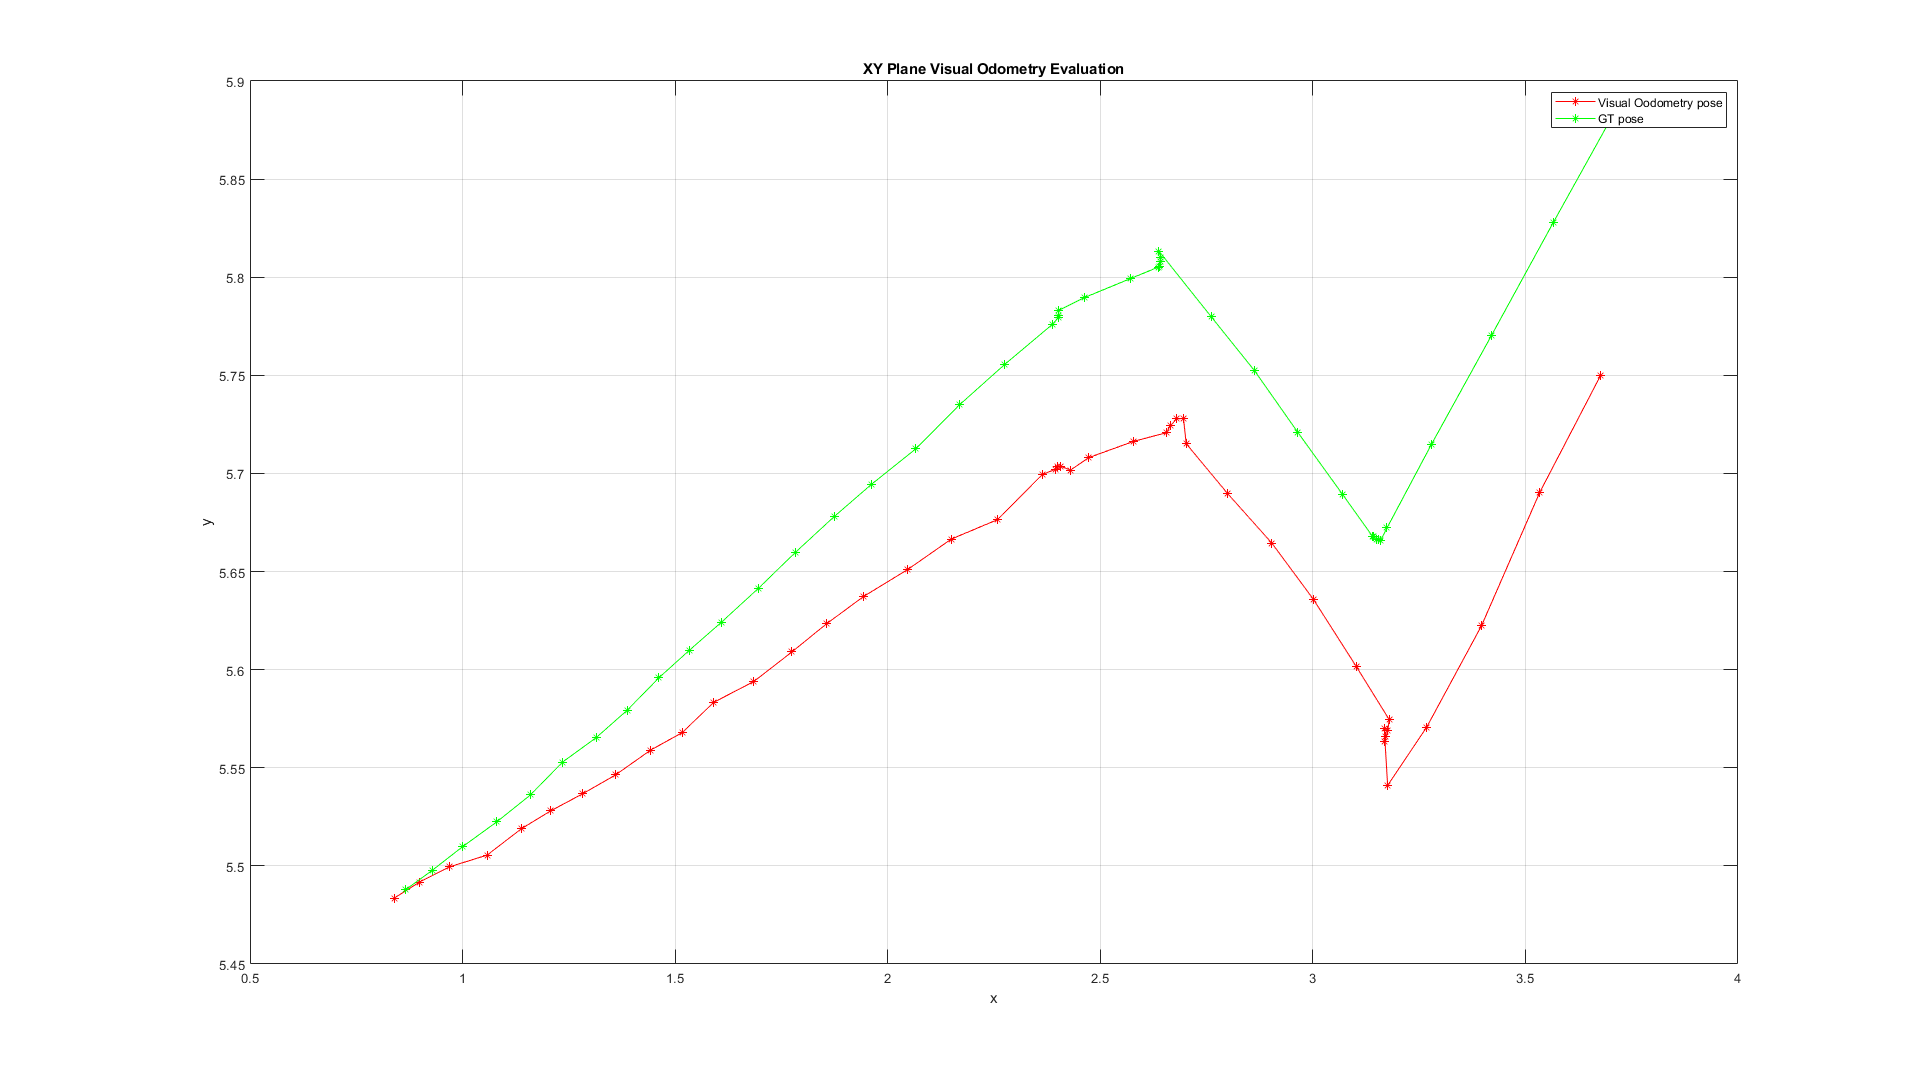 XY Plane Visual Odometry Evaluation
Visual Oodometry pose
GT pose
5.9
5.85
5.8
5.75
5.7
5.65
5.6
5.55
5.5
5.45
y
0.5 1 1.5 2 2.5 3 3.5 4
x